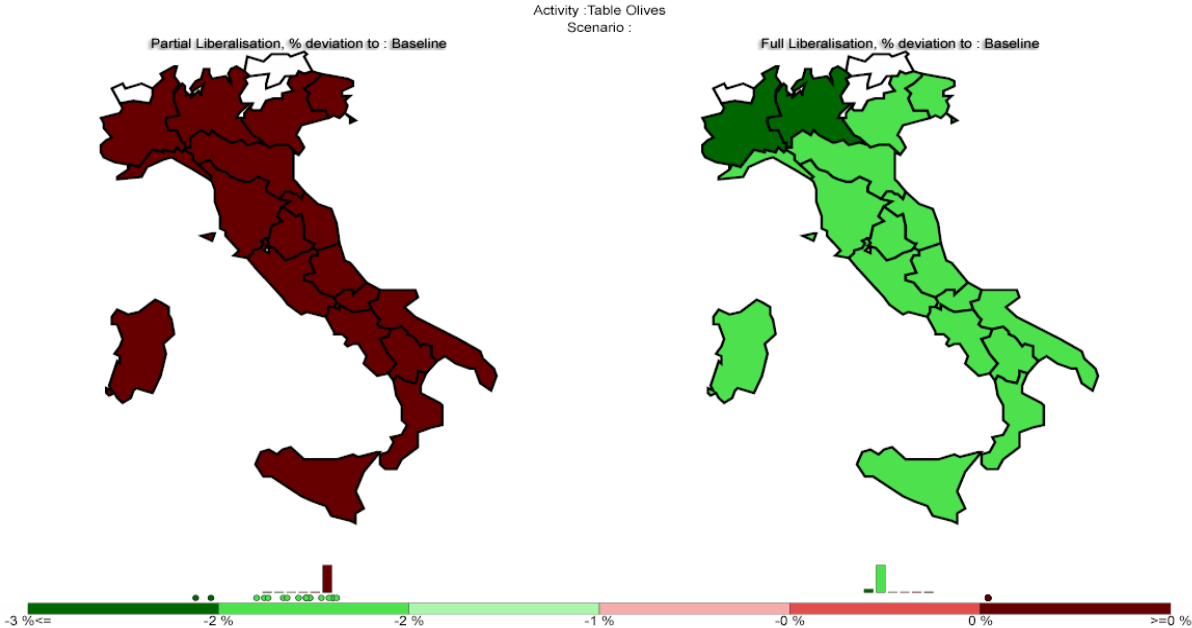 Activity :Table Olives
Scenario :
Partial Liberalisation, % deviation to : Baseline
Full Liberalisation, % deviation to : Baseline
-3 %<= -2 % -2 % -1 % -0 % 0 % >=0 %